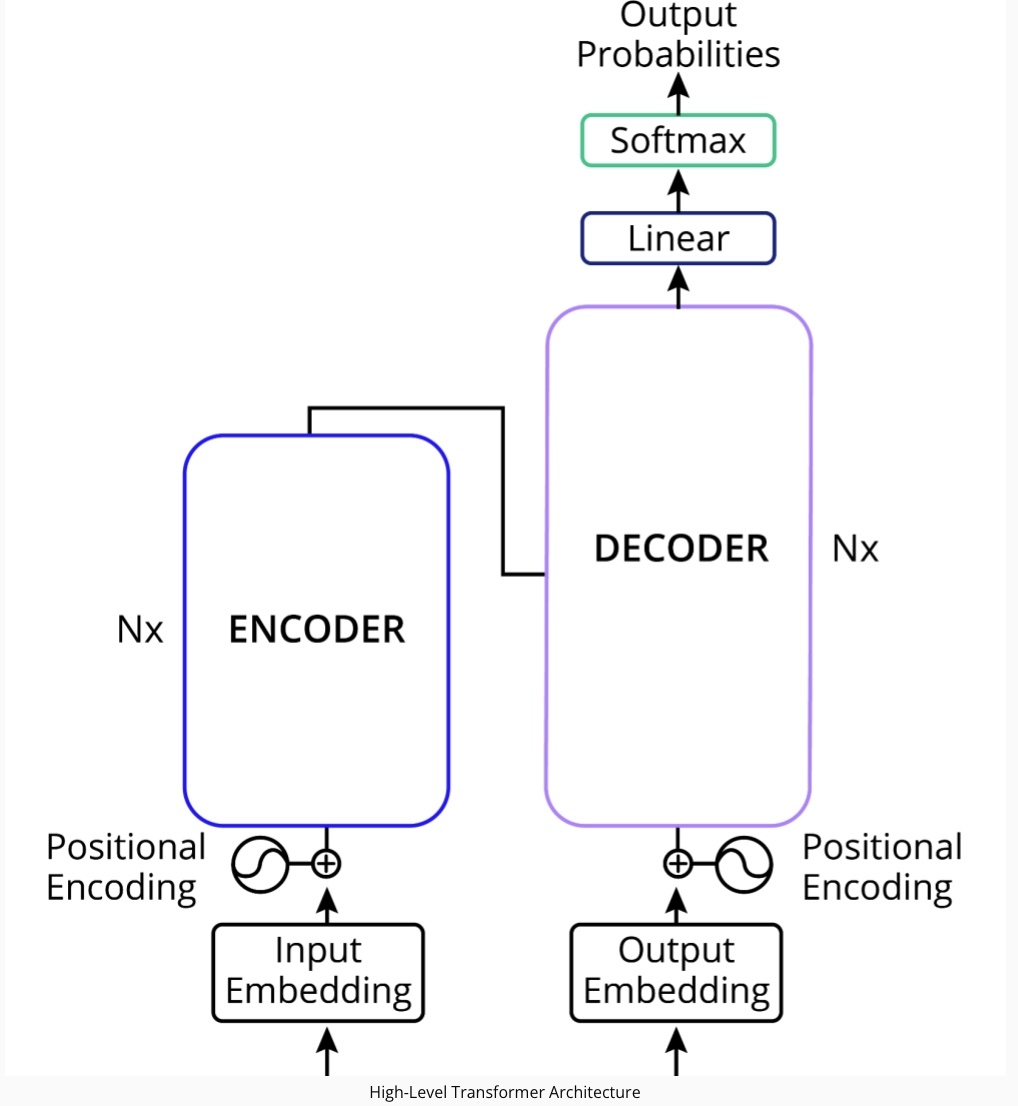 Output
Probabilities
Softmax
Linear
DECODER
Nx
Nx
ENCODER
Positional
Encoding
Positional
Encoding
Input
Embedding
Output
Embedding
High-Level Transformer Architecture